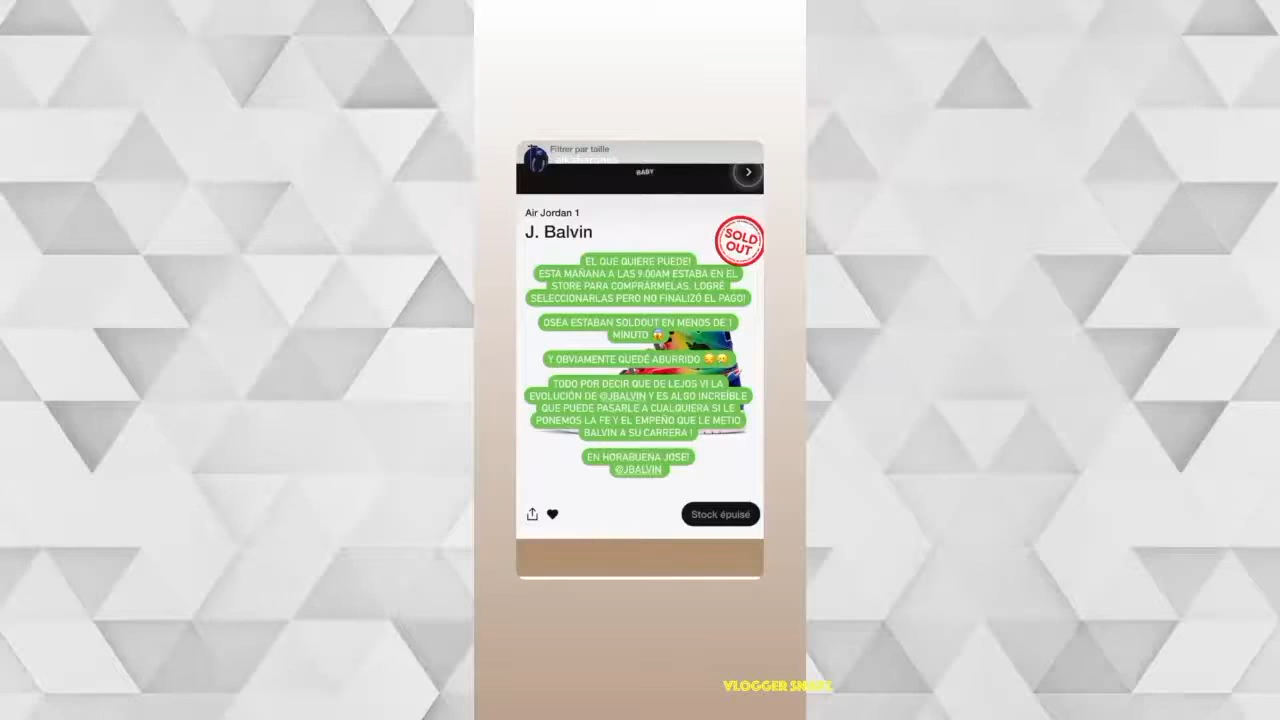 Filtrer par taille
BABY
Air Jordan 1
J. Balvin
SOLD
OUT
EL QUE QUIERE PUEDE!
ESTA MAÑANA A LAS 9:00AM ESTABA EN EL
STORE PARA COMPRÁRMELAS, LOGRÉ
SELECCIONARLAS PERO NO FINALIZÓ EL PAGO!
OSEA ESTABAN SOLDOUT EN MENOS DE 1
MINUTO 😱
Y OBVIAMENTE QUEDÉ ABURRIDO 😞🙁
TODO POR DECIR QUE DE LEJOS VI LA
EVOLUCIÓN DE @JBALVIN Y ES ALGO INCREÍBLE
QUE PUEDE PASARLE A CUALQUIERA SI LE
PONEMOS LA FE Y EL EMPEÑO QUE LE METIO
BALVIN A SU CARRERA !
EN HORABUENA JOSE!
@JBALVIN
Stock épuisé
VLOGGER